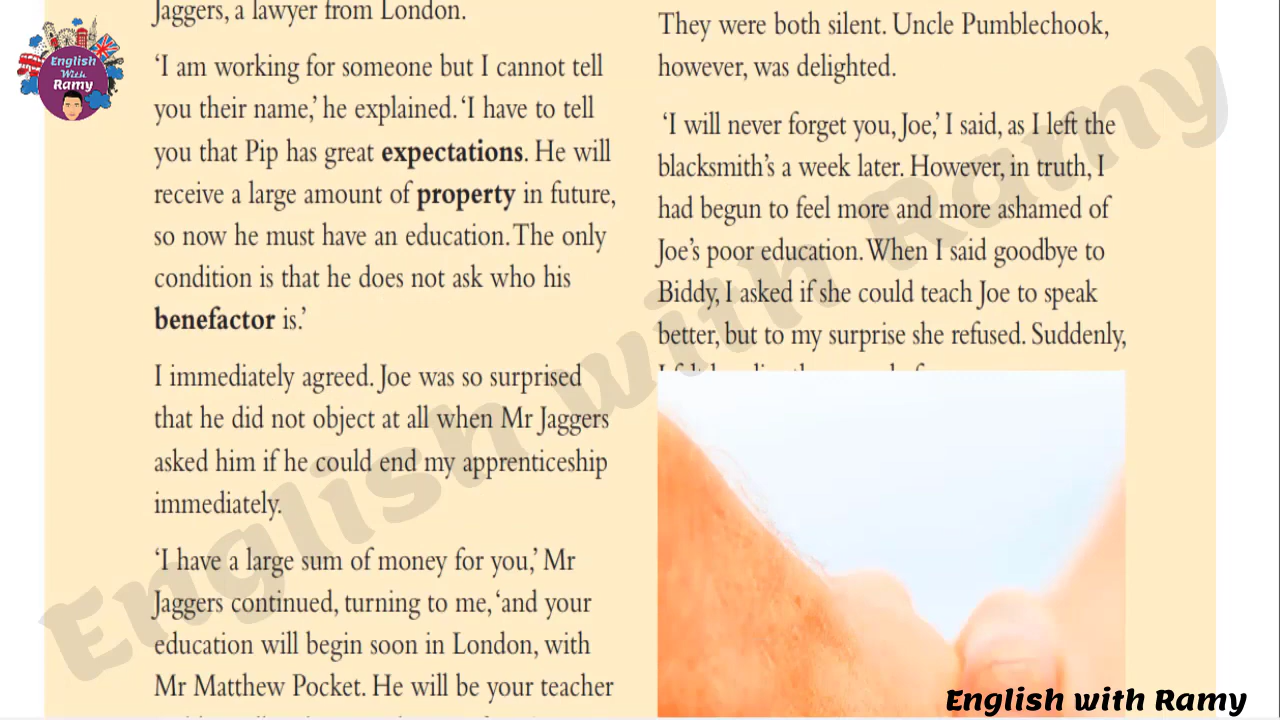 English
With
Ramy
Jaggers, a lawyer from London.
‘I am working for someone but I cannot tell
you their name,’ he explained. ‘I have to tell
you that Pip has great expectations. He will
receive a large amount of property in future,
so now he must have an education. The only
condition is that he does not ask who his
benefactor is.’
I immediately agreed. Joe was so surprised
that he did not object at all when Mr Jaggers
asked him if he could end my apprenticeship
immediately.
‘I have a large sum of money for you,’ Mr
Jaggers continued, turning to me, ‘and your
education will begin soon in London, with
Mr Matthew Pocket. He will be your teacher
They were both silent. Uncle Pumblechook,
however, was delighted.
‘I will never forget you, Joe,’ I said, as I left the
blacksmith’s a week later. However, in truth, I
had begun to feel more and more ashamed of
Joe’s poor education. When I said goodbye to
Biddy, I asked if she could teach Joe to speak
better, but to my surprise she refused. Suddenly,
English with Ramy
English with Ramy